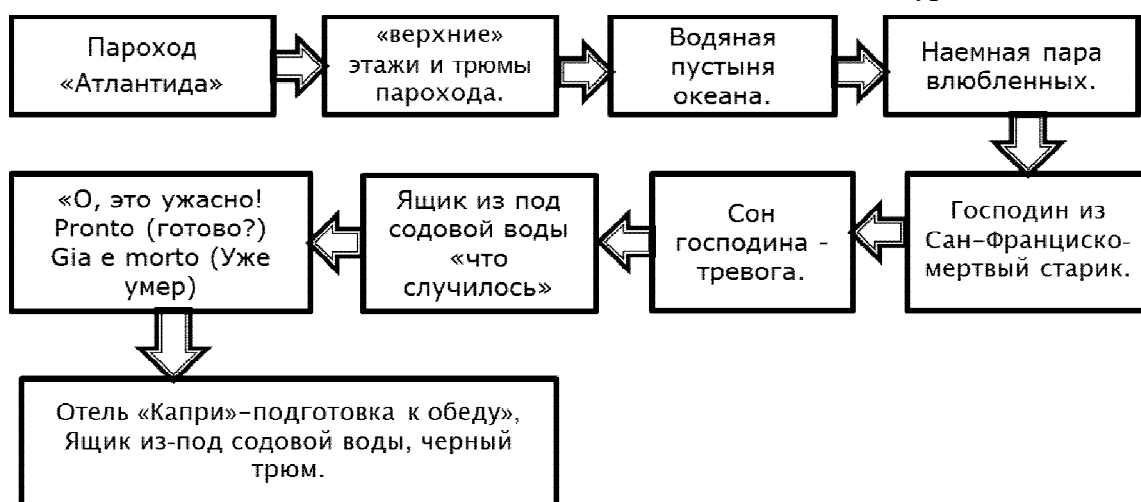 Пароход
«Атлантида»
«верхние»
этажи и трюмы
парохода.
Водяная
пустыня
океана.
Наемная пара
влюбленных.
Господин из
Сан–Франциско-
мертвый старик.
Сон
господина -
тревога.
Ящик из под
содовой воды
«что
случилось»
«О, это ужасно!
Pronto (готово?)
Gia e morto (Уже
умер)
Отель «Капри»–подготовка к обеду»,
Ящик из-под содовой воды, черный
трюм.